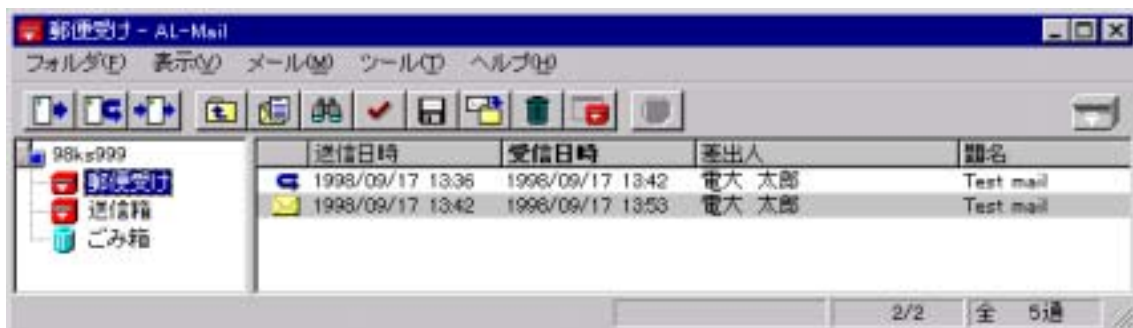 郵便受け - AL-Mail
フォルダ(F) 表示(V) メール(M) ツール(T) ヘルプ(H)
98ks999
郵便受け
送信箱
ごみ箱
送信日時 受信日時 差出人 題名
1998/09/17 13:36 1998/09/17 13:42 電大 太郎 Test mail
1998/09/17 13:42 1998/09/17 13:53 電大 太郎 Test mail
2/2 全 5通